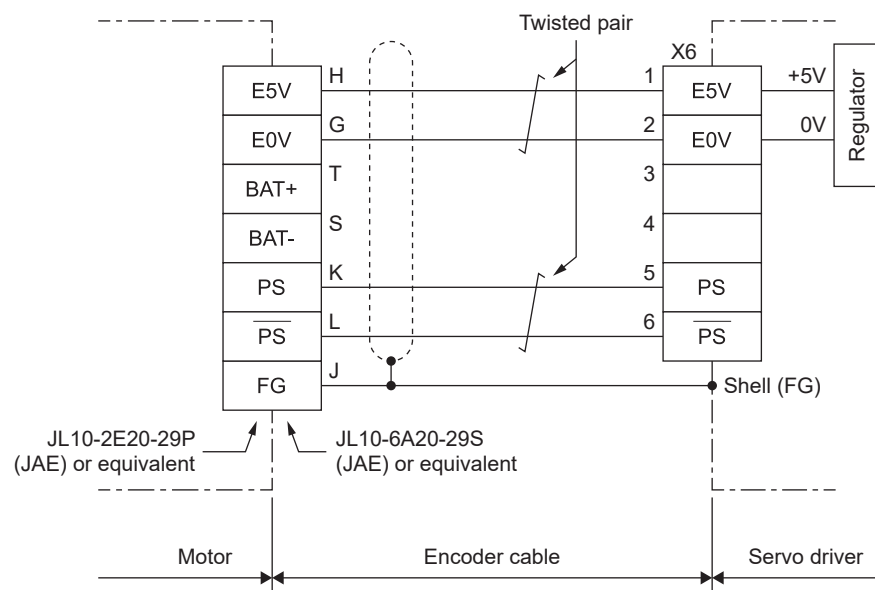 Twisted pair
X6
H
G
T
S
K
L
J
E5V
E0V
BAT+
BAT-
PS
PS
FG
1
2
3
4
5
6
E5V
E0V
PS
PS
+5V
0V
Regulator
Shell (FG)
JL10-2E20-29P
(JAE) or equivalent
JL10-6A20-29S
(JAE) or equivalent
Motor
Encoder cable
Servo driver